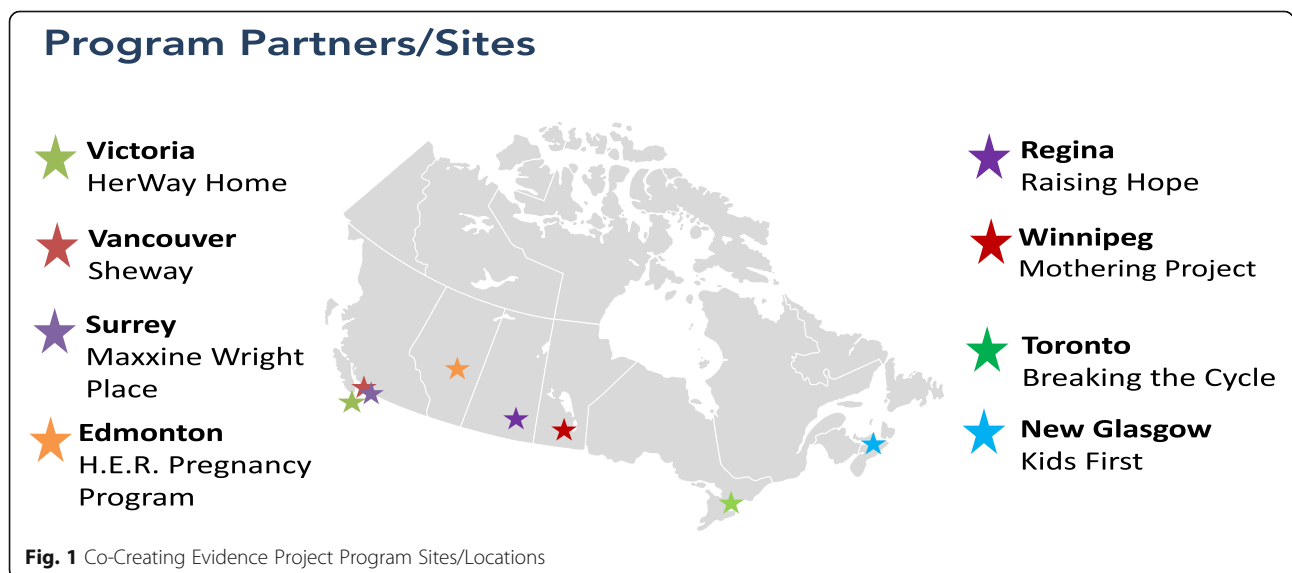 Program Partners/Sites
Victoria
HerWay Home
Vancouver
Sheway
Surrey
Maxxine Wright
Place
Edmonton
H.E.R. Pregnancy
Program
Regina
Raising Hope
Winnipeg
Mothering Project
Toronto
Breaking the Cycle
New Glasgow
Kids First
Fig. 1 Co-Creating Evidence Project Program Sites/Locations